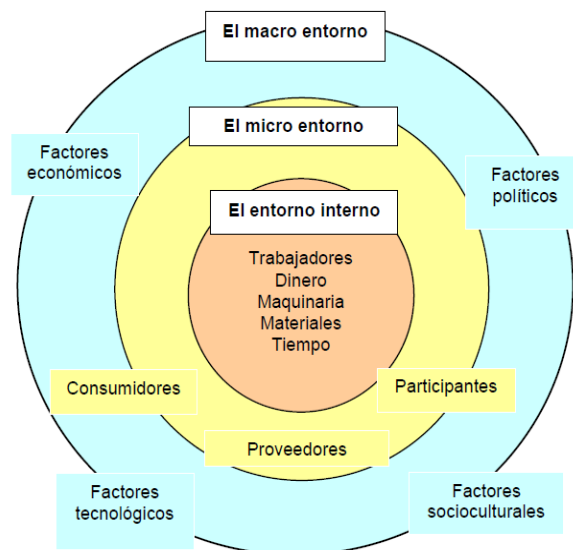 El macro entorno
El micro entorno
Factores
económicos
Factores
políticos
El entorno interno
Trabajadores
Dinero
Maquinaria
Materiales
Tiempo
Consumidores
Participantes
Proveedores
Factores
tecnológicos
Factores
socioculturales